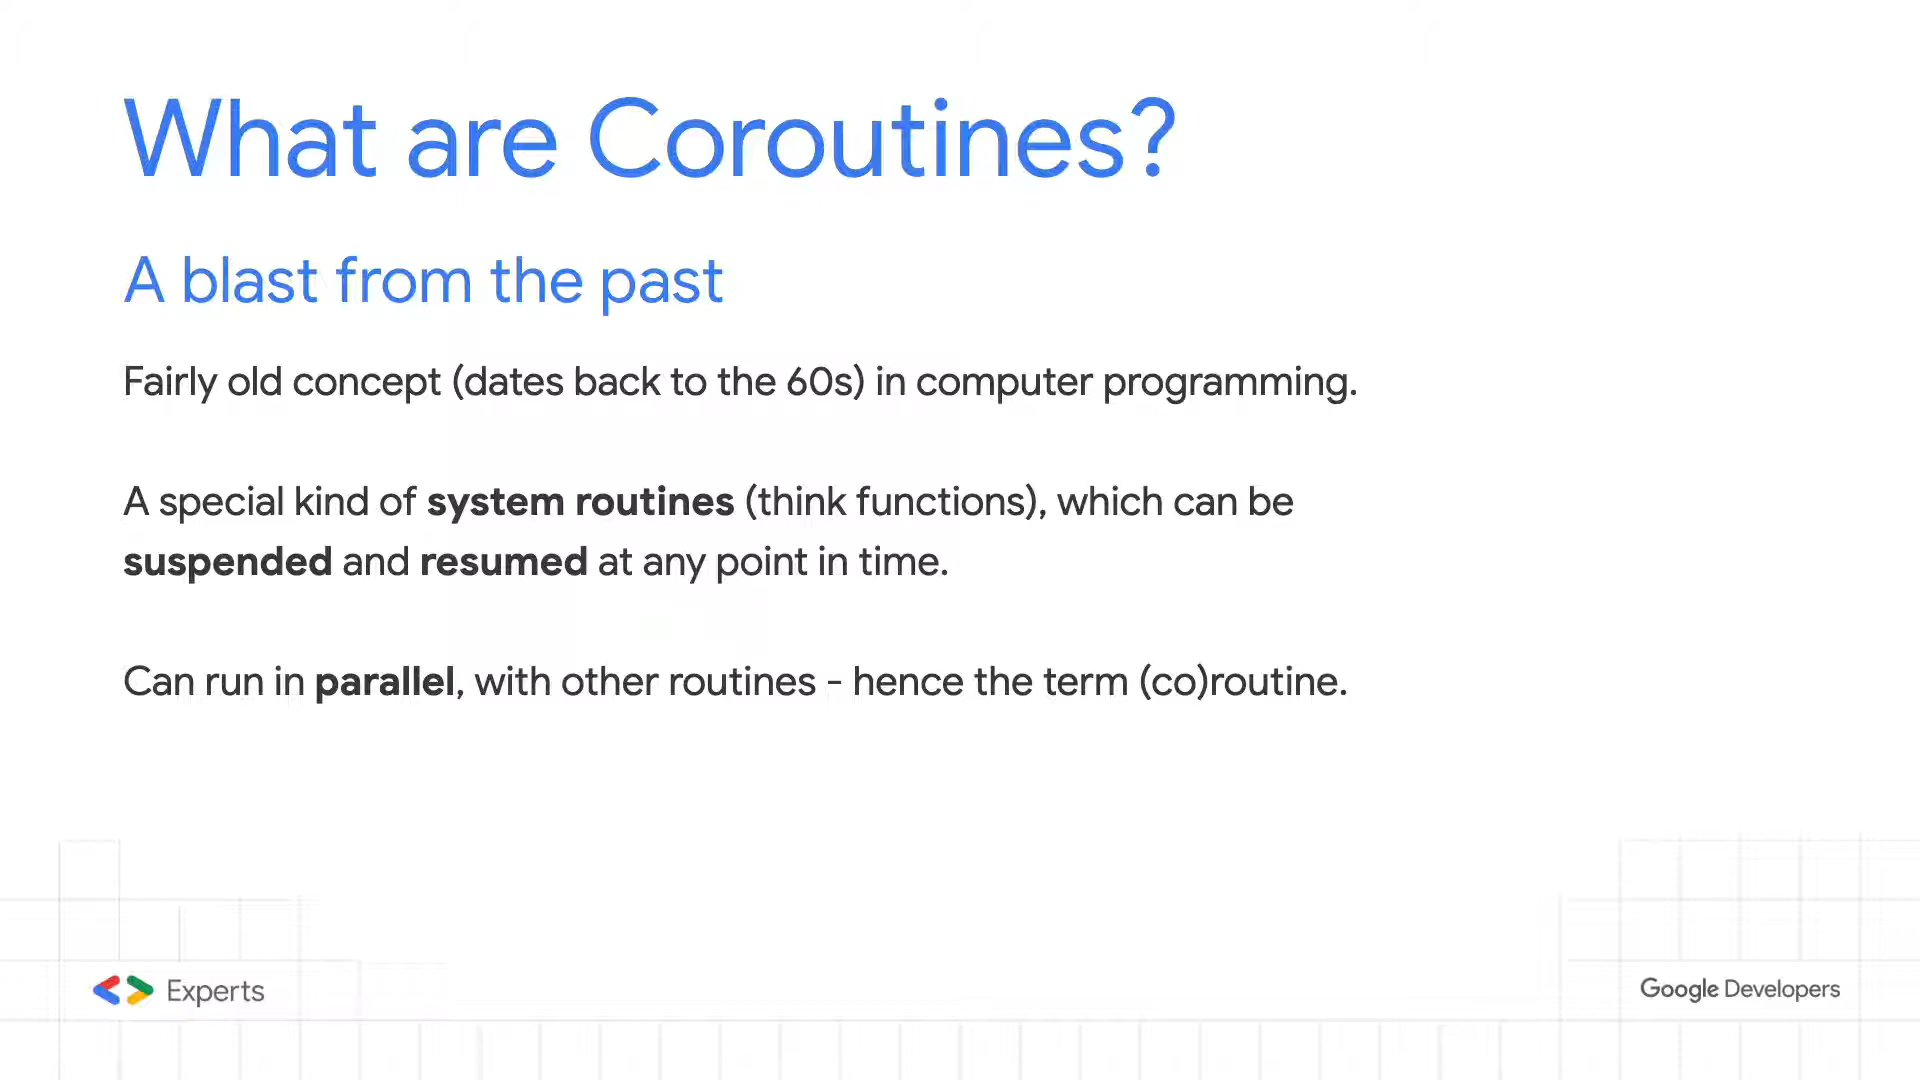 What are Coroutines?
A blast from the past
Fairly old concept (dates back to the 60s) in computer programming.
A special kind of system routines (think functions), which can be
suspended and resumed at any point in time.
Can run in parallel, with other routines - hence the term (co)routine.
Experts
Google Developers